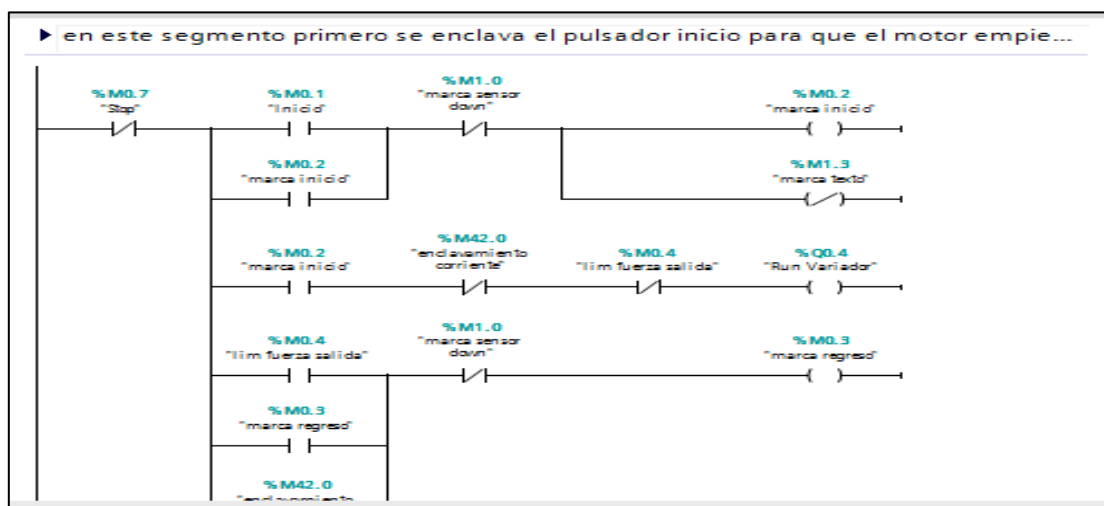 en este segmento primero se enclava el pulsador inicio para que el motor empie...
%M0.7
"Stop"
%M0.1
"Inicio"
%M1.0
"marca sensor
down"
%M0.2
"marca inicio"
%M0.2
"marca inicio"
%M1.3
"marca texto"
%M0.2
"marca inicio"
%M42.0
"enclavamiento
corriente"
%M0.4
"lim fuerza salida"
%Q0.4
"Run Variador"
%M0.4
"lim fuerza salida"
%M1.0
"marca sensor
down"
%M0.3
"marca regreso"
%M0.3
"marca regreso"
%M42.0
"enclavamiento